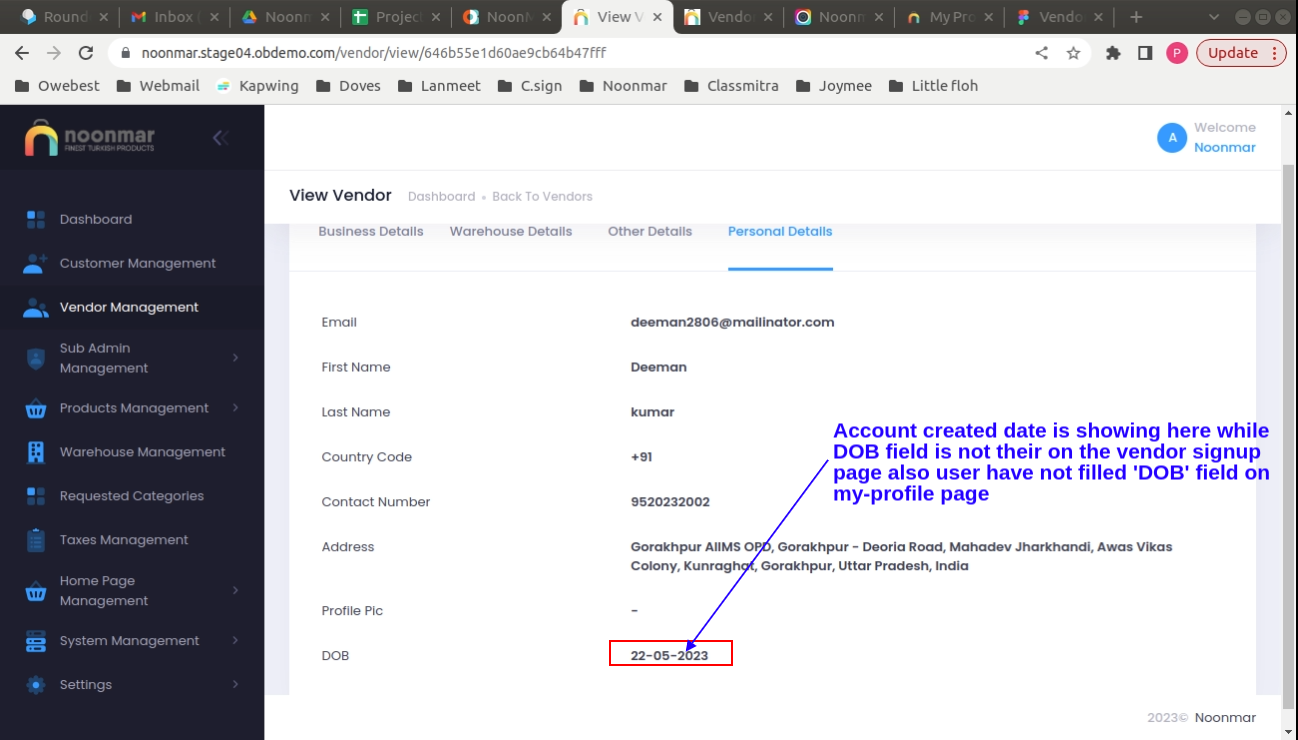 Round
Inbox (
Noonm
Projec
NoonM
View V
Vendo
Noonm
My Pro
Vendo
noonmar.stage04.obdemo.com/vendor/view/646b55e1d60ae9cb64b47fff
P
Update
Owebest
Webmail
Kapwing
Doves
Lanmeet
C.sign
Noonmar
Classmitra
Joymee
Little floh
noonmar
FINEST TURKISH PRODUCTS
A
Welcome
Noonmar
View Vendor
Dashboard
Back To Vendors
Dashboard
Customer Management
Vendor Management
Sub Admin
Management
Products Management
Warehouse Management
Requested Categories
Taxes Management
Home Page
Management
System Management
Settings
Business Details
Warehouse Details
Other Details
Personal Details
Email
deeman2806@mailinator.com
First Name
Deeman
Last Name
kumar
Country Code
+91
Contact Number
9520232002
Address
Gorakhpur AIIMS OPD, Gorakhpur - Deoria Road, Mahadev Jharkhandi, Awas Vikas
Colony, Kunraghat, Gorakhpur, Uttar Pradesh, India
Profile Pic
-
DOB
22-05-2023
Account created date is showing here while
DOB field is not their on the vendor signup
page also user have not filled 'DOB' field on
my-profile page
2023© Noonmar